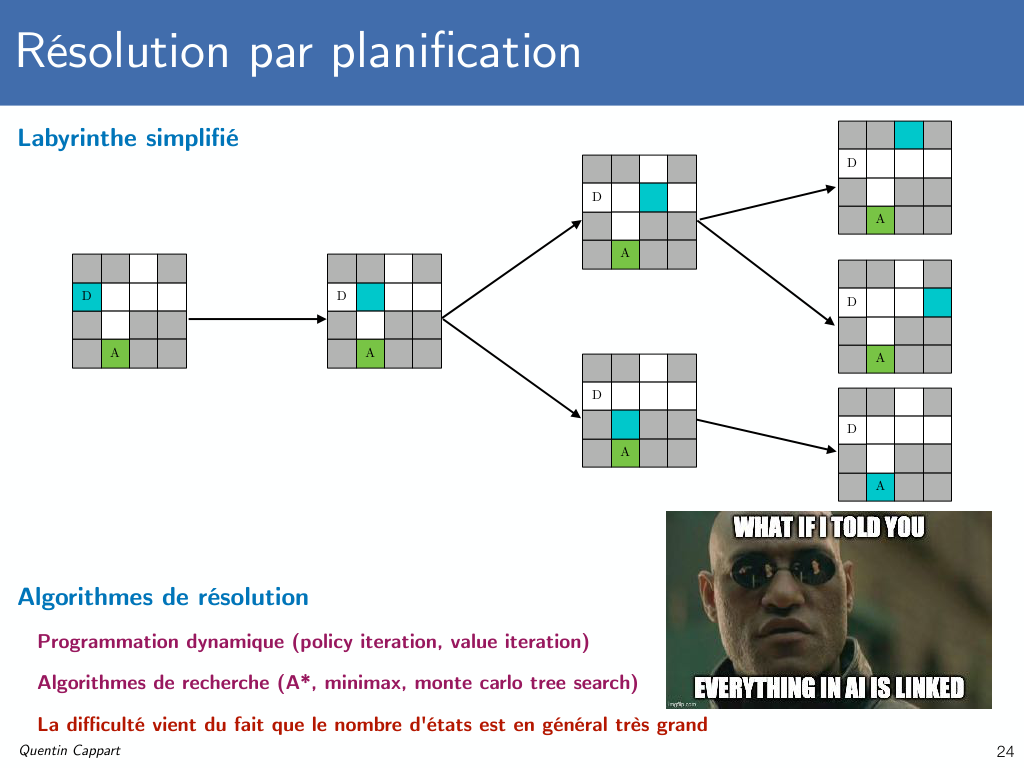 Résolution par planification
Labyrinthe simplifié
D
A
D
A
D
A
D
A
D
A
D
A
D
A
WHAT IF I TOLD YOU
EVERYTHING IN AI IS LINKED
imgflip.com
Algorithmes de résolution
Programmation dynamique (policy iteration, value iteration)
Algorithmes de recherche (A*, minimax, monte carlo tree search)
La difficulté vient du fait que le nombre d'états est en général très grand
Quentin Cappart
24